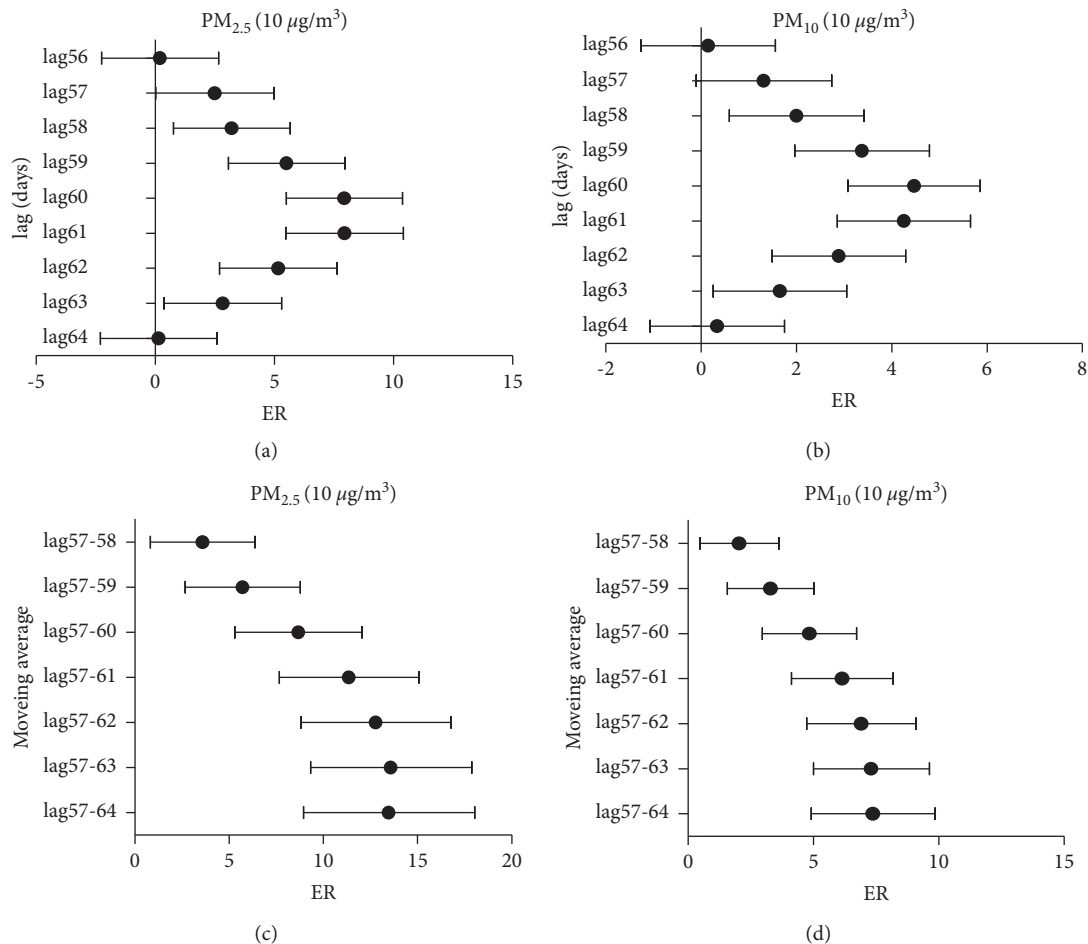 PM2.5 (10 μg/m3)
lag (days)
lag56
lag57
lag58
lag59
lag60
lag61
lag62
lag63
lag64
-5 0 5 10 15
ER
(a)
PM10 (10 μg/m3)
lag (days)
lag56
lag57
lag58
lag59
lag60
lag61
lag62
lag63
lag64
-2 0 2 4 6 8
ER
(b)
PM2.5 (10 μg/m3)
Moveing average
lag57-58
lag57-59
lag57-60
lag57-61
lag57-62
lag57-63
lag57-64
0 5 10 15 20
ER
(c)
PM10 (10 μg/m3)
Moveing average
lag57-58
lag57-59
lag57-60
lag57-61
lag57-62
lag57-63
lag57-64
0 5 10 15
ER
(d)